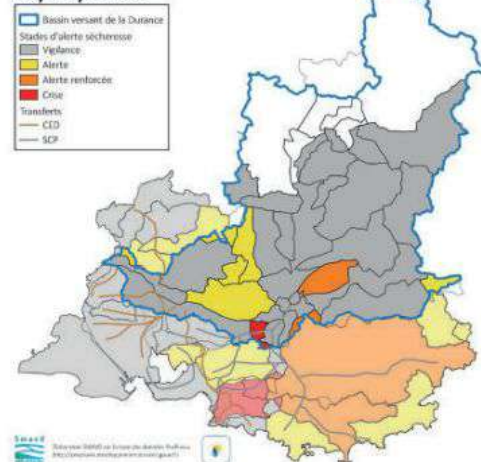 Bassin versant de la Durance
Stades d'alerte sécheresse
Vigilance
Alerte
Alerte renforcée
Crise
Transferts
CED
SCP